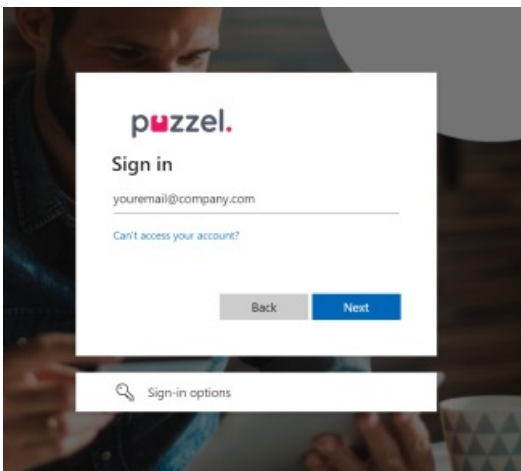 puzzel.
Sign in
youremail@company.com
Can't access your account?
Back Next
Sign-in options